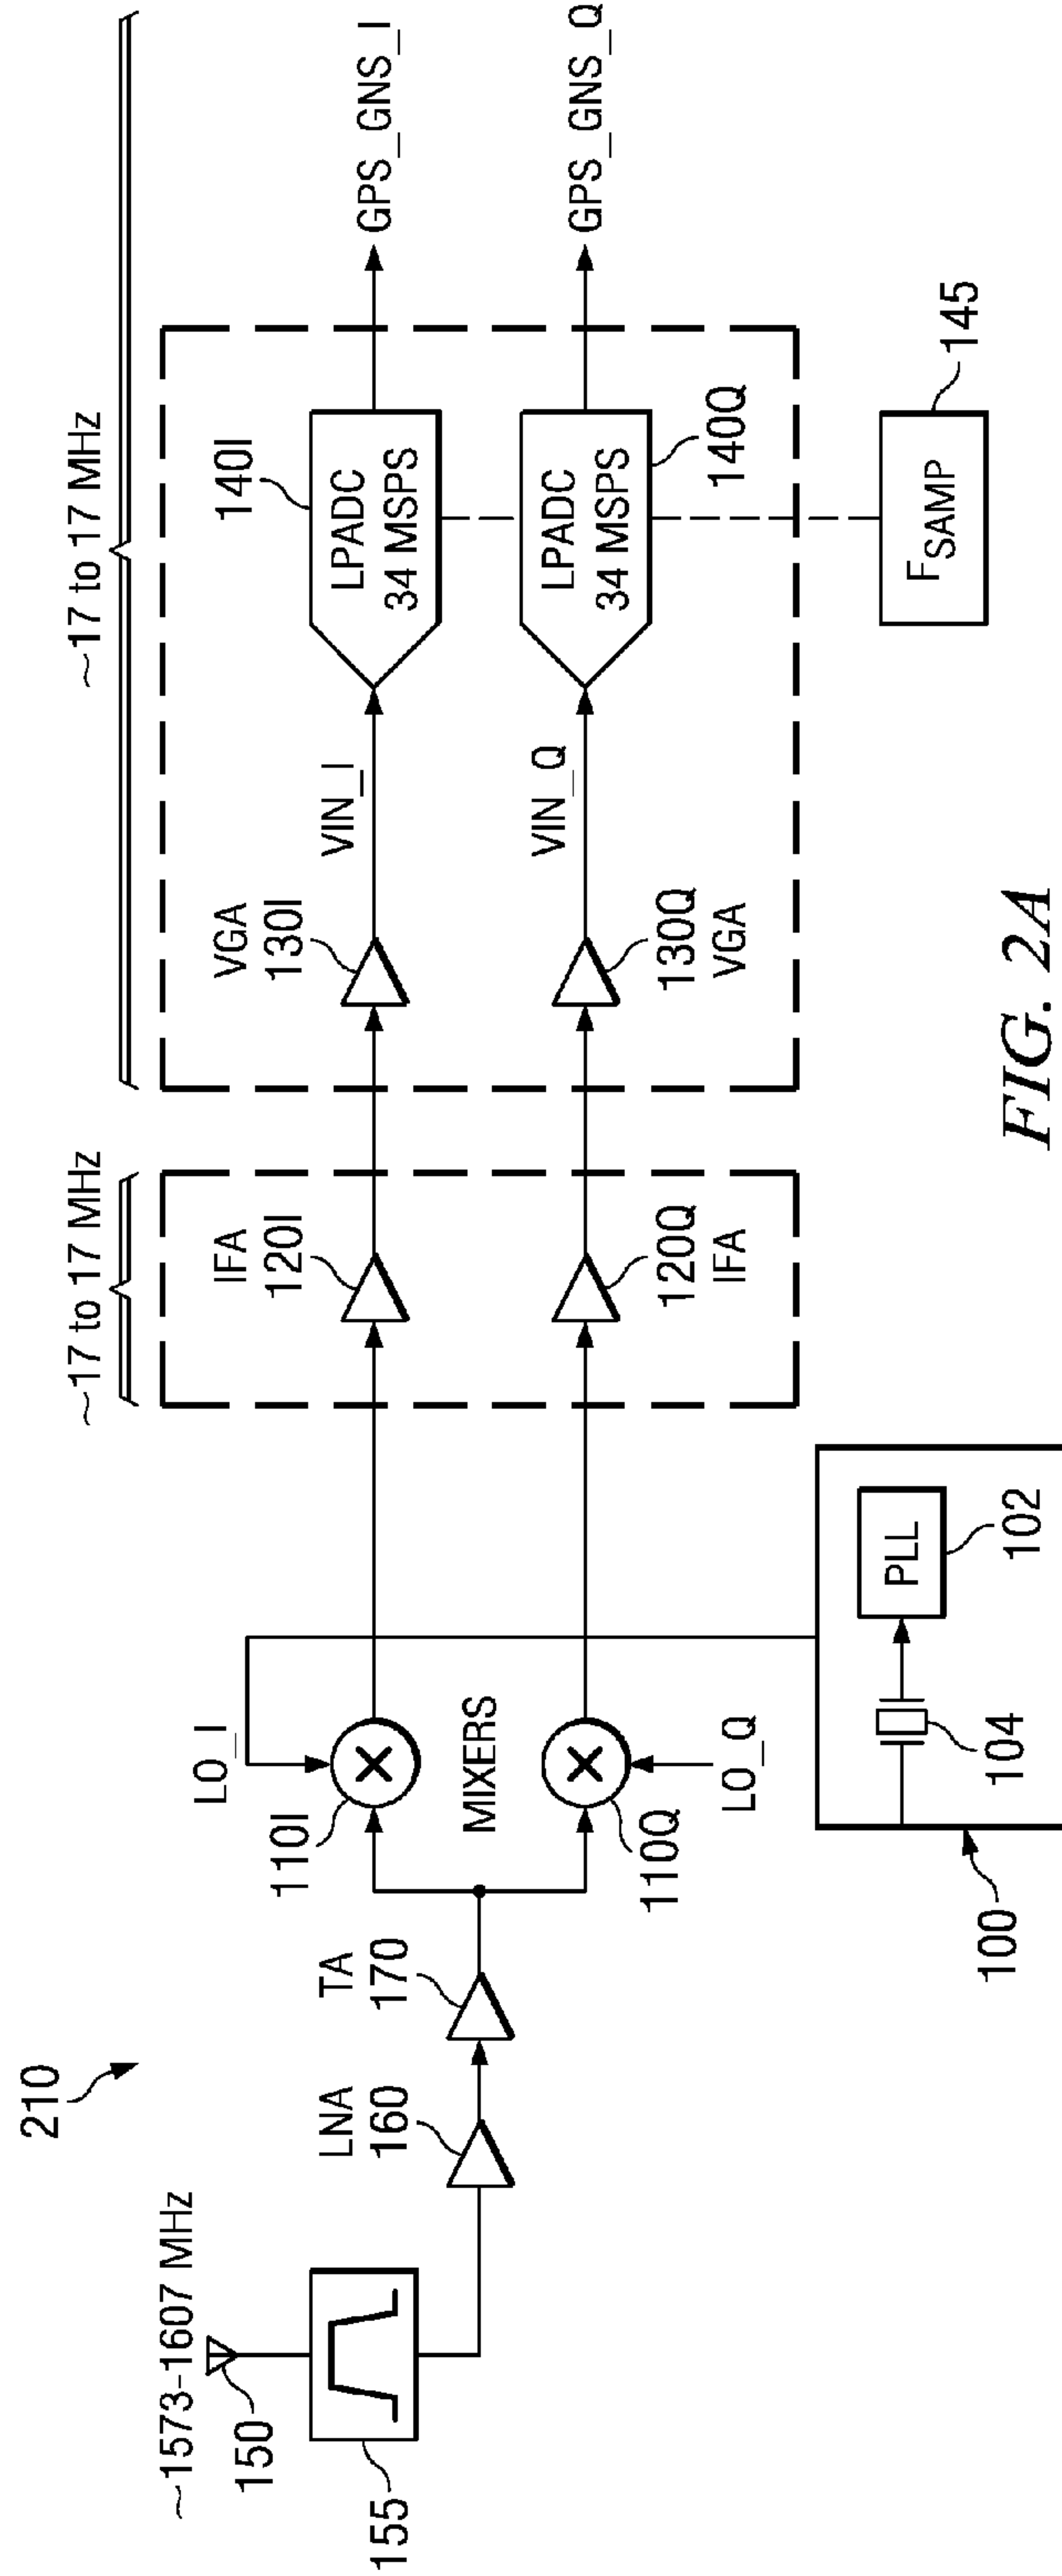 210
~1573-1607 MHz
150
155
LNA
160
TA
170
110I
LO_I
MIXERS
110Q
LO_Q
100
104
PLL
102
~17 to 17 MHz
IFA
120I
120Q
IFA
~17 to 17 MHz
VGA
130I
130Q
VGA
VIN_I
VIN_Q
140I
LPADC
34 MSPS
LPADC
34 MSPS
140Q
GPS_GNS_I
GPS_GNS_Q
FSAMP
145
FIG. 2A